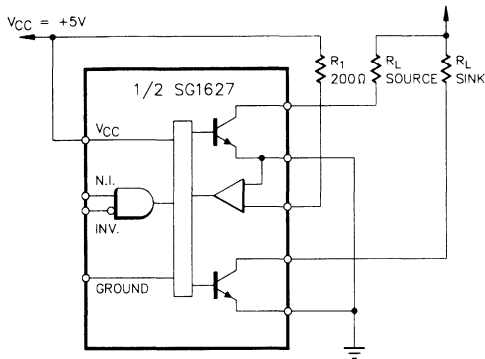 VCC = +5V
1/2 SG1627
R1
200Ω
RL
SOURCE
RL
SINK
VCC
N.I.
INV.
GROUND